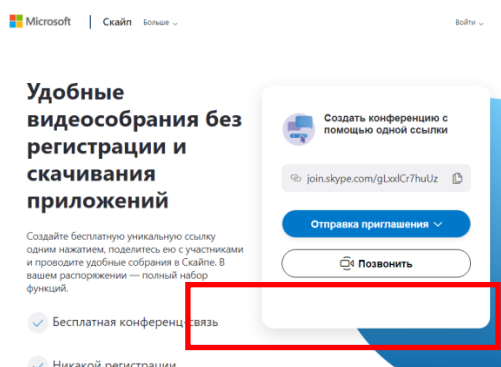 Microsoft
Скайп
Больше
Войти
Удобные
видеособрания без
регистрации и
скачивания
приложений
Создайте бесплатную уникальную ссылку
одним нажатием, поделитесь ею с участниками
и проводите удобные собрания в Скайпе. В
вашем распоряжении — полный набор
функций.
Бесплатная конференц-связь
Никакой регистрации
Создать конференцию с
помощью одной ссылки
join.skype.com/gLxxlCr7huUz
Отправка приглашения
Позвонить